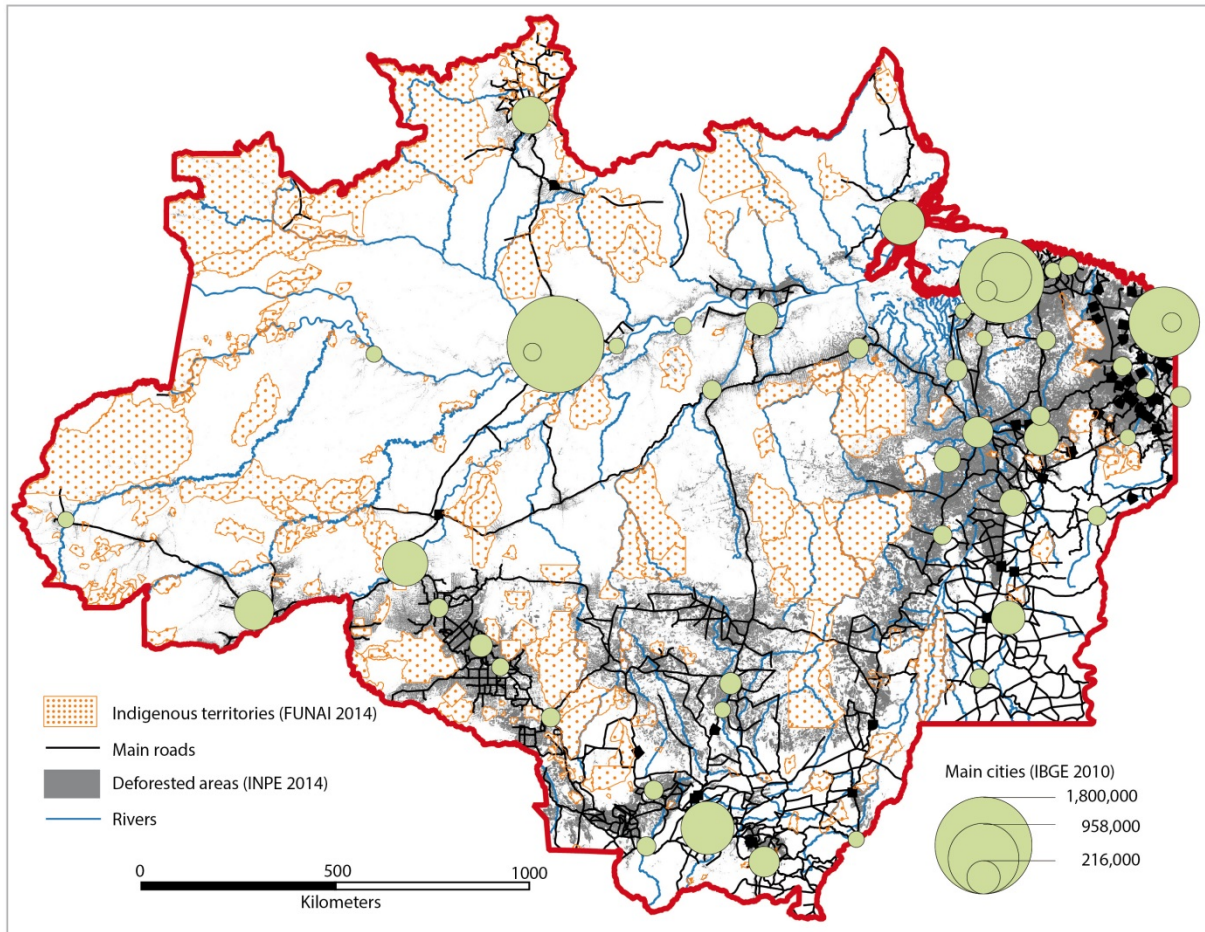 Indigenous territories (FUNAI 2014)
Main roads
Deforested areas (INPE 2014)
Rivers
0 500 1000
Kilometers
Main cities (IBGE 2010)
1,800,000
958,000
216,000